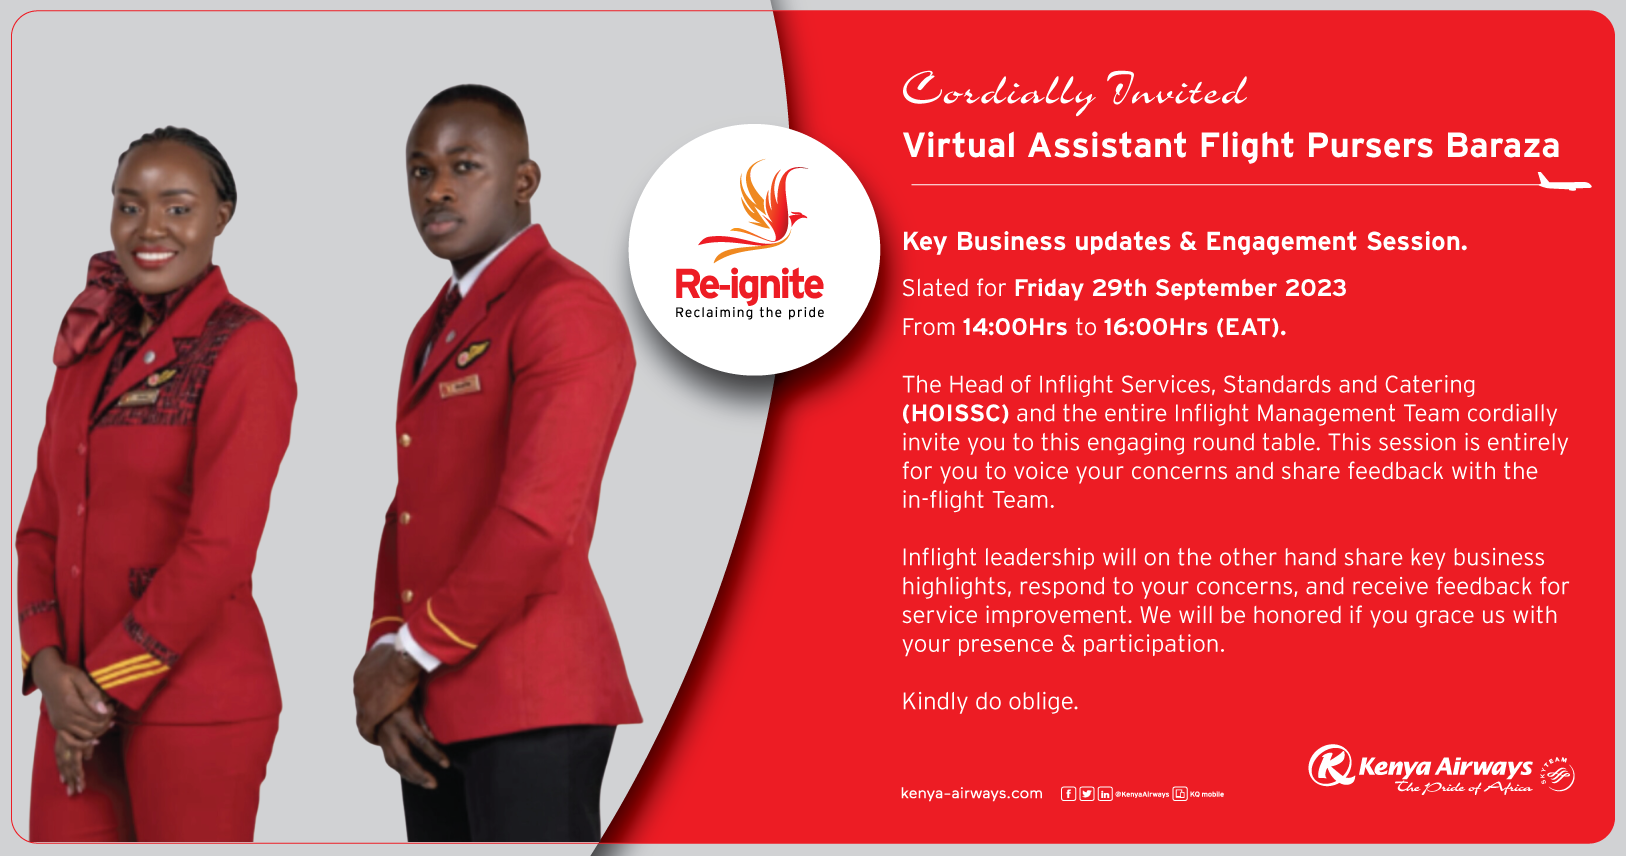 Cordially Invited
Virtual Assistant Flight Pursers Baraza
Re-ignite
Reclaiming the pride
Key Business updates & Engagement Session.
Slated for Friday 29th September 2023
From 14:00Hrs to 16:00Hrs (EAT).
The Head of Inflight Services, Standards and Catering
(HOISSC) and the entire Inflight Management Team cordially
invite you to this engaging round table. This session is entirely
for you to voice your concerns and share feedback with the
in-flight Team.
Inflight leadership will on the other hand share key business
highlights, respond to your concerns, and receive feedback for
service improvement. We will be honored if you grace us with
your presence & participation.
Kindly do oblige.
kenya-airways.com
@KenyaAirways
KQ mobile
Kenya Airways
The Pride of Africa
SKYTEAM